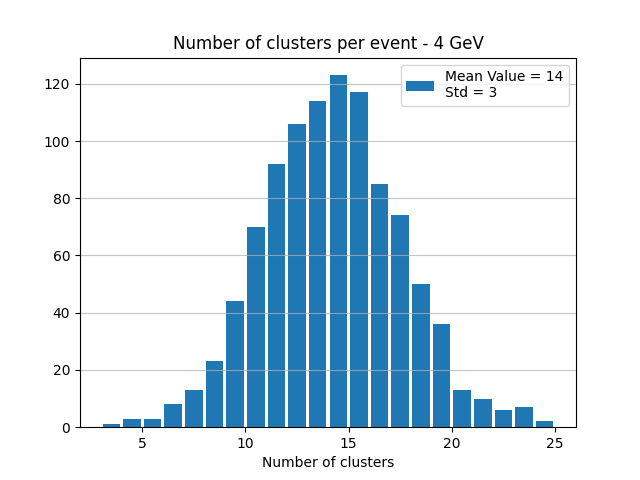 Number of clusters per event - 4 GeV
Mean Value = 14
Std = 3
120
100
80
60
40
20
0
5 10 15 20 25
Number of clusters